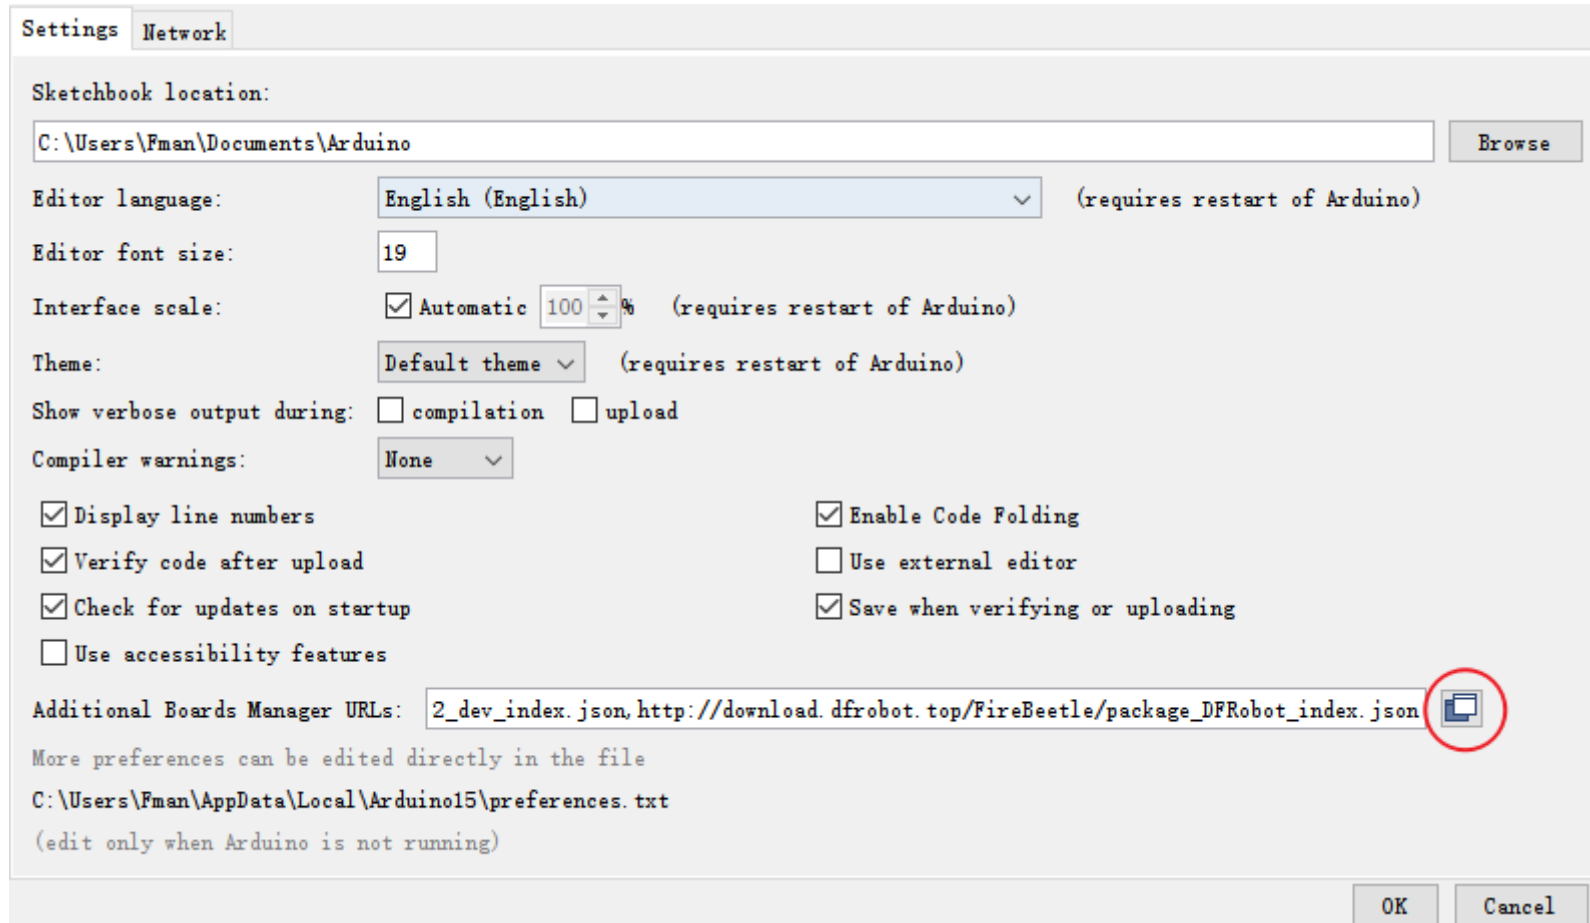 Settings Network
Sketchbook location:
C:\Users\Fman\Documents\Arduino Browse
Editor language: English (English) (requires restart of Arduino)
Editor font size: 19
Interface scale: Automatic 100 % (requires restart of Arduino)
Theme: Default theme (requires restart of Arduino)
Show verbose output during: compilation upload
Compiler warnings: None
Display line numbers Enable Code Folding
Verify code after upload Use external editor
Check for updates on startup Save when verifying or uploading
Use accessibility features
Additional Boards Manager URLs: 2_dev_index.json,http://download.dfrobot.top/FireBeetle/package_DFRobot_index.json
More preferences can be edited directly in the file
C:\Users\Fman\AppData\Local\Arduino15\preferences.txt
(edit only when Arduino is not running)
OK Cancel